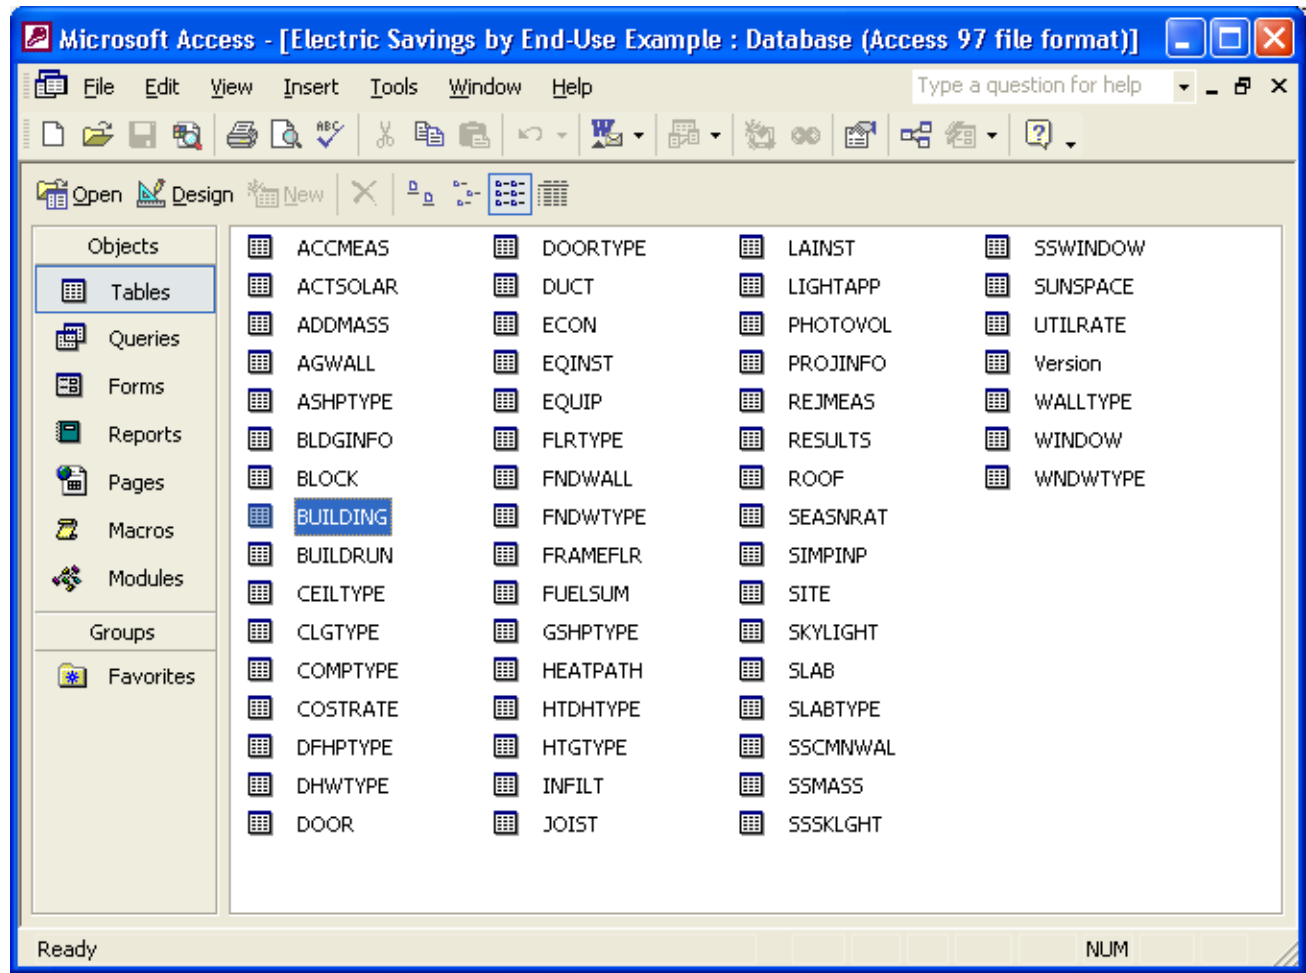 Microsoft Access - [Electric Savings by End-Use Example : Database (Access 97 file format)]
File Edit View Insert Tools Window Help Type a question for help
Open Design New
Objects
Tables
Queries
Forms
Reports
Pages
Macros
Modules
Groups
Favorites
ACCMEAS DOORTYPE LAINST SSWINDOW
ACTSOLAR DUCT LIGHTAPP SUNSPACE
ADDMASS ECON PHOTOVOL UTILRATE
AGWALL EQINST PROJINFO Version
ASHPTYPE EQUIP REJMEAS WALLTYPE
BLDGINFO FLRTYPE RESULTS WINDOW
BLOCK FNDWALL ROOF WNDWTYPE
BUILDING FNDWTYPE SEASNRAT
BUILDRUN FRAMEFLR SIMPINP
CEILTYPE FUELSUM SITE
CLGTYPE GSHPTYPE SKYLIGHT
COMPTYPE HEATPATH SLAB
COSTRATE HTDHTYPE SLABTYPE
DFHPTYPE HTGTYPE SSCMNWAL
DHWTYPE INFILT SSMASS
DOOR JOIST SSSKLGHT
Ready NUM